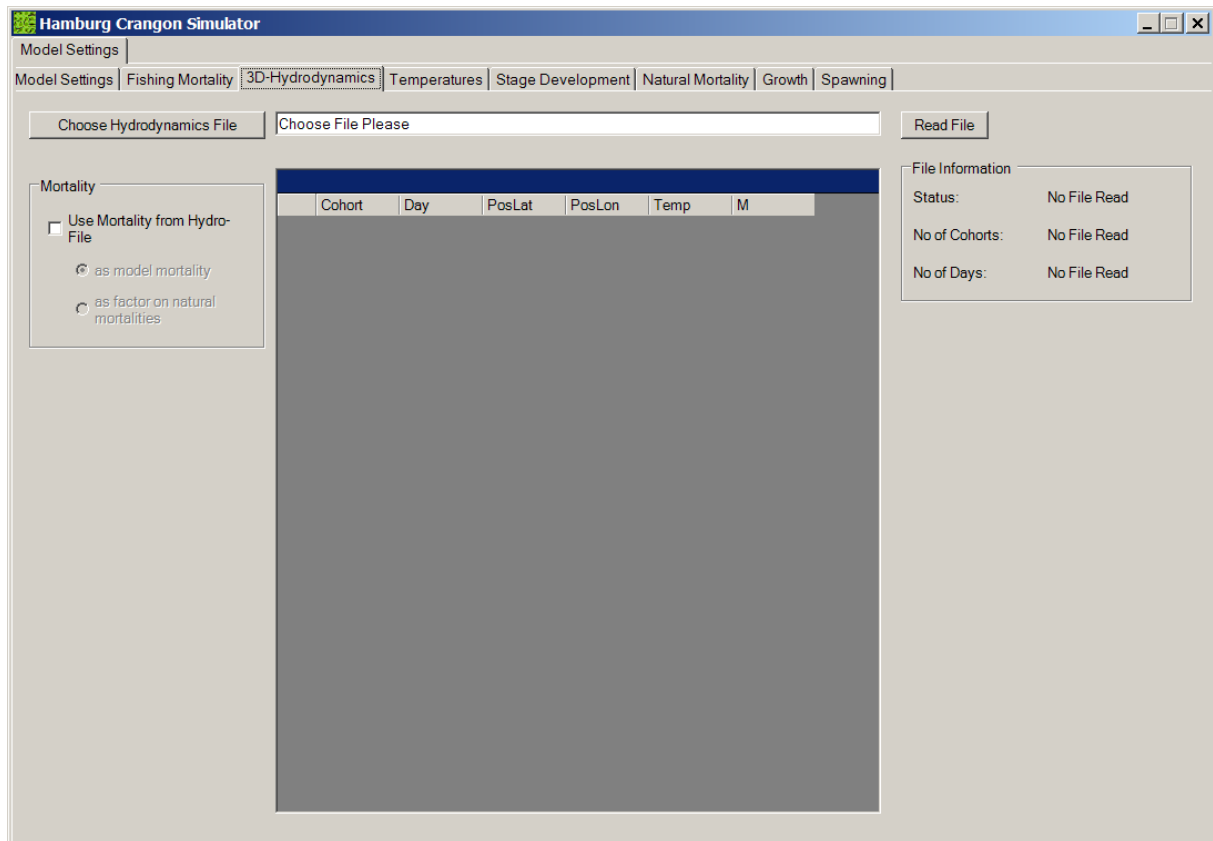 Hamburg Crangon Simulator
Model Settings
Model Settings Fishing Mortality 3D-Hydrodynamics Temperatures Stage Development Natural Mortality Growth Spawning
Choose Hydrodynamics File Choose File Please Read File
Mortality
Use Mortality from Hydro-
File
as model mortality
as factor on natural
mortalities
Cohort Day PosLat PosLon Temp M
File Information
Status: No File Read
No of Cohorts: No File Read
No of Days: No File Read